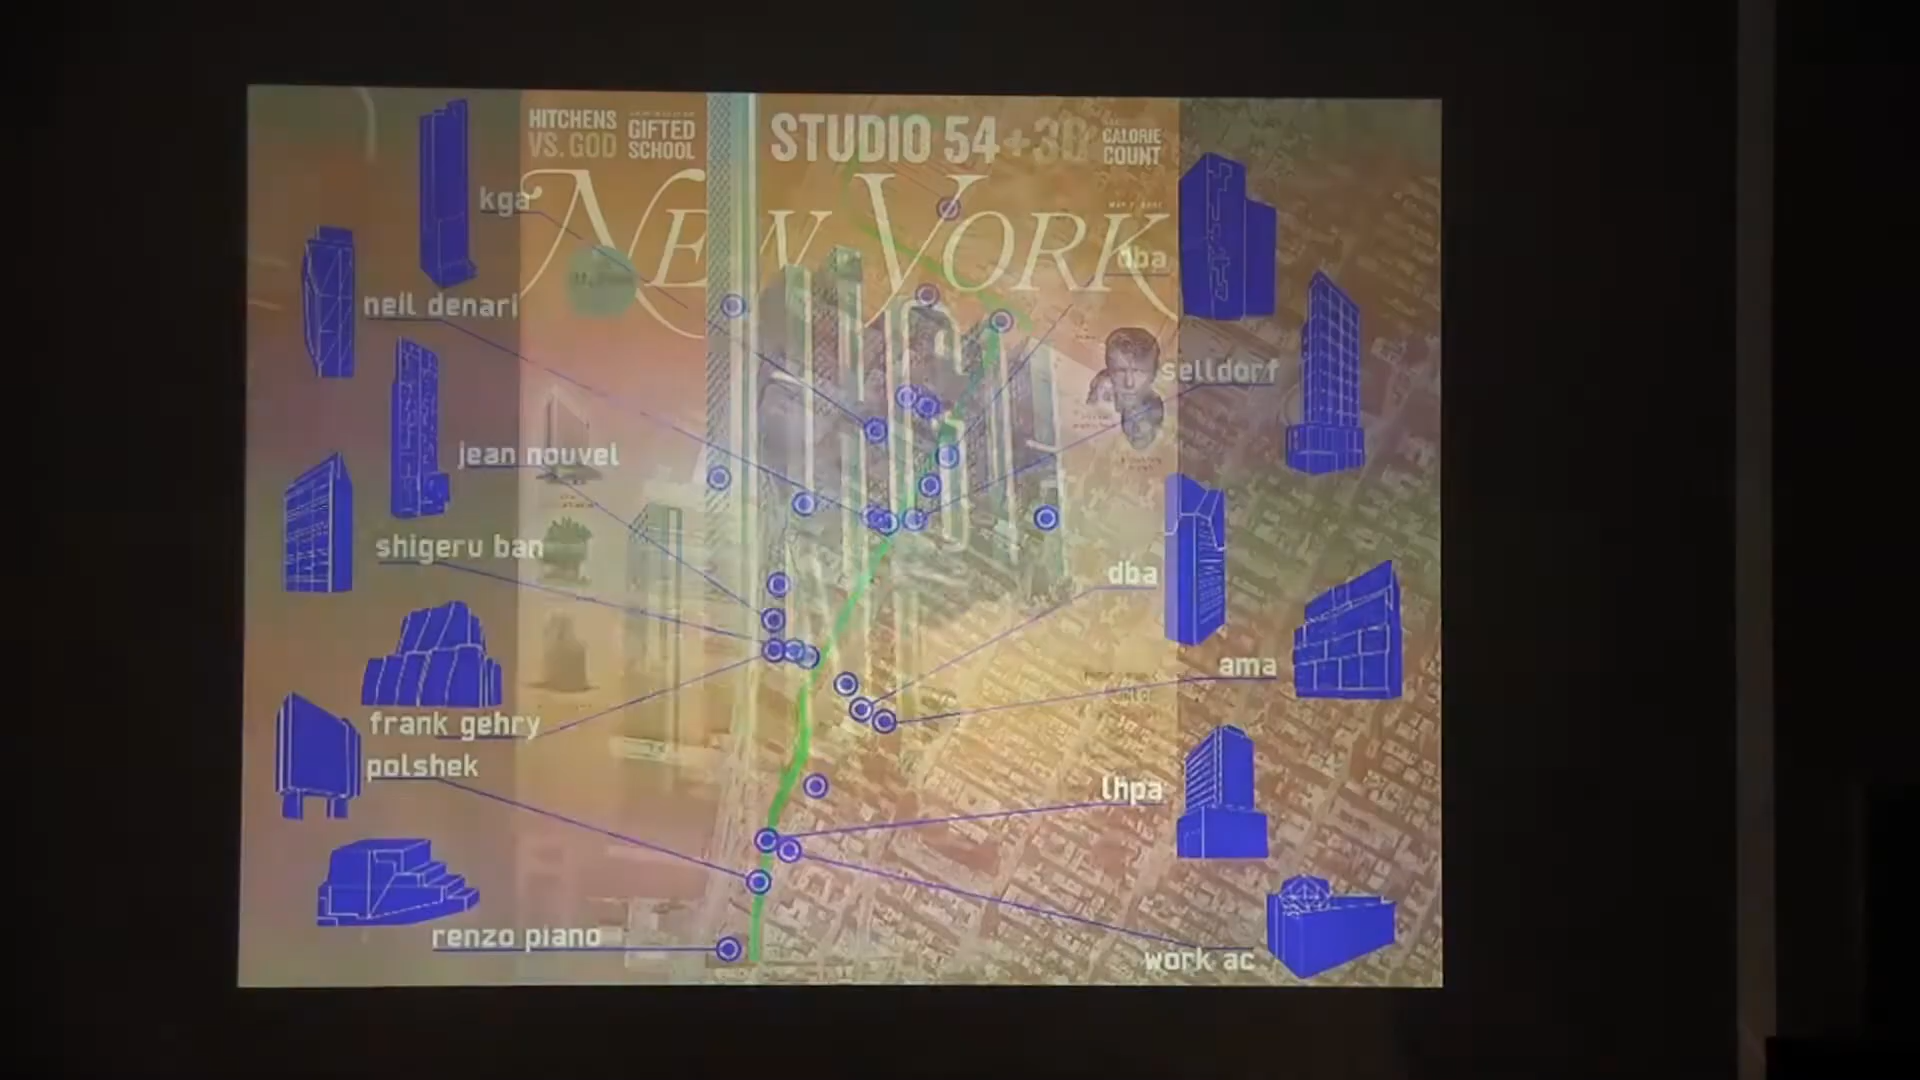 HITCHENS
VS. GOD
GIFTED
SCHOOL
STUDIO 54+30
CALORIE
COUNT
NEW YORK
kga
neil denari
jean nouvel
shigeru ban
frank gehry
polshek
renzo piano
dba
selldorf
dba
ama
lhpa
work ac